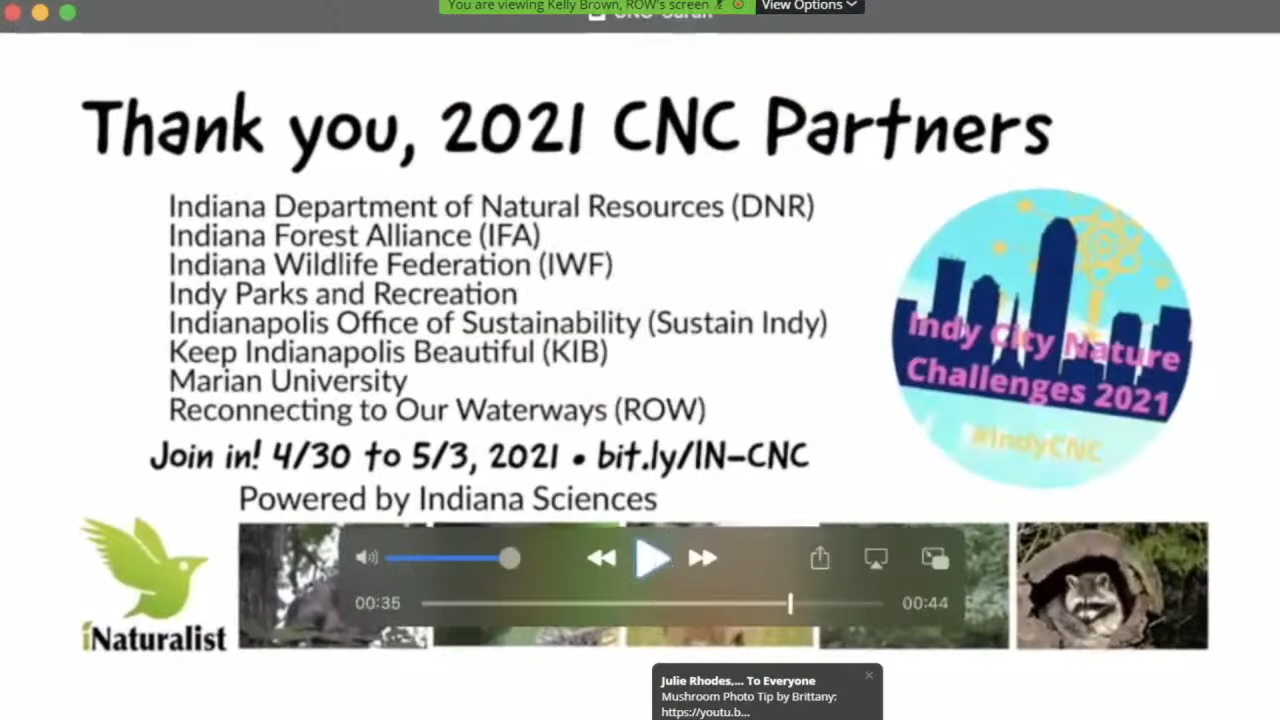 You are viewing Kelly Brown, ROW's screen
View Options
Thank you, 2021 CNC Partners
Indiana Department of Natural Resources (DNR)
Indiana Forest Alliance (IFA)
Indiana Wildlife Federation (IWF)
Indy Parks and Recreation
Indianapolis Office of Sustainability (Sustain Indy)
Keep Indianapolis Beautiful (KIB)
Marian University
Reconnecting to Our Waterways (ROW)
Join in! 4/30 to 5/3, 2021 • bit.ly/IN-CNC
Powered by Indiana Sciences
Indy City Nature
Challenges 2021
#IndyCNC
iNaturalist
00:35
00:44
Julie Rhodes,... To Everyone
Mushroom Photo Tip by Brittany:
https://youtu.b...